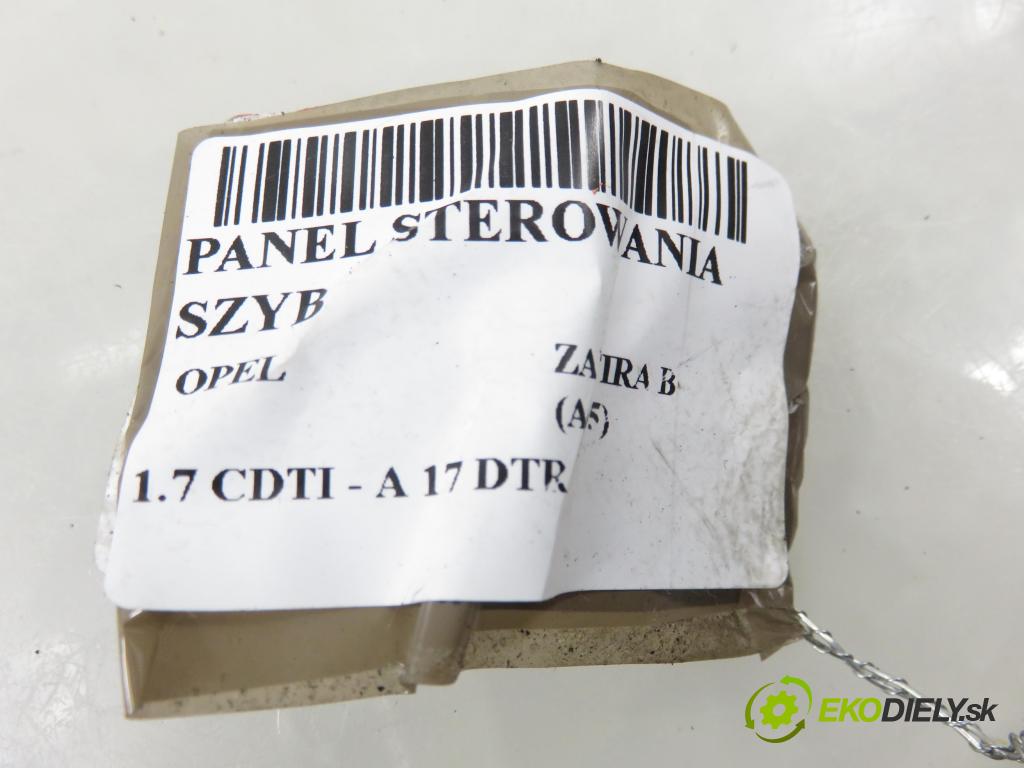 PANEL STEROWANIA
SZYB
OPEL ZAFIRA B
(A5)
1.7 CDTI - A 17 DTR
EKODIELY.sk